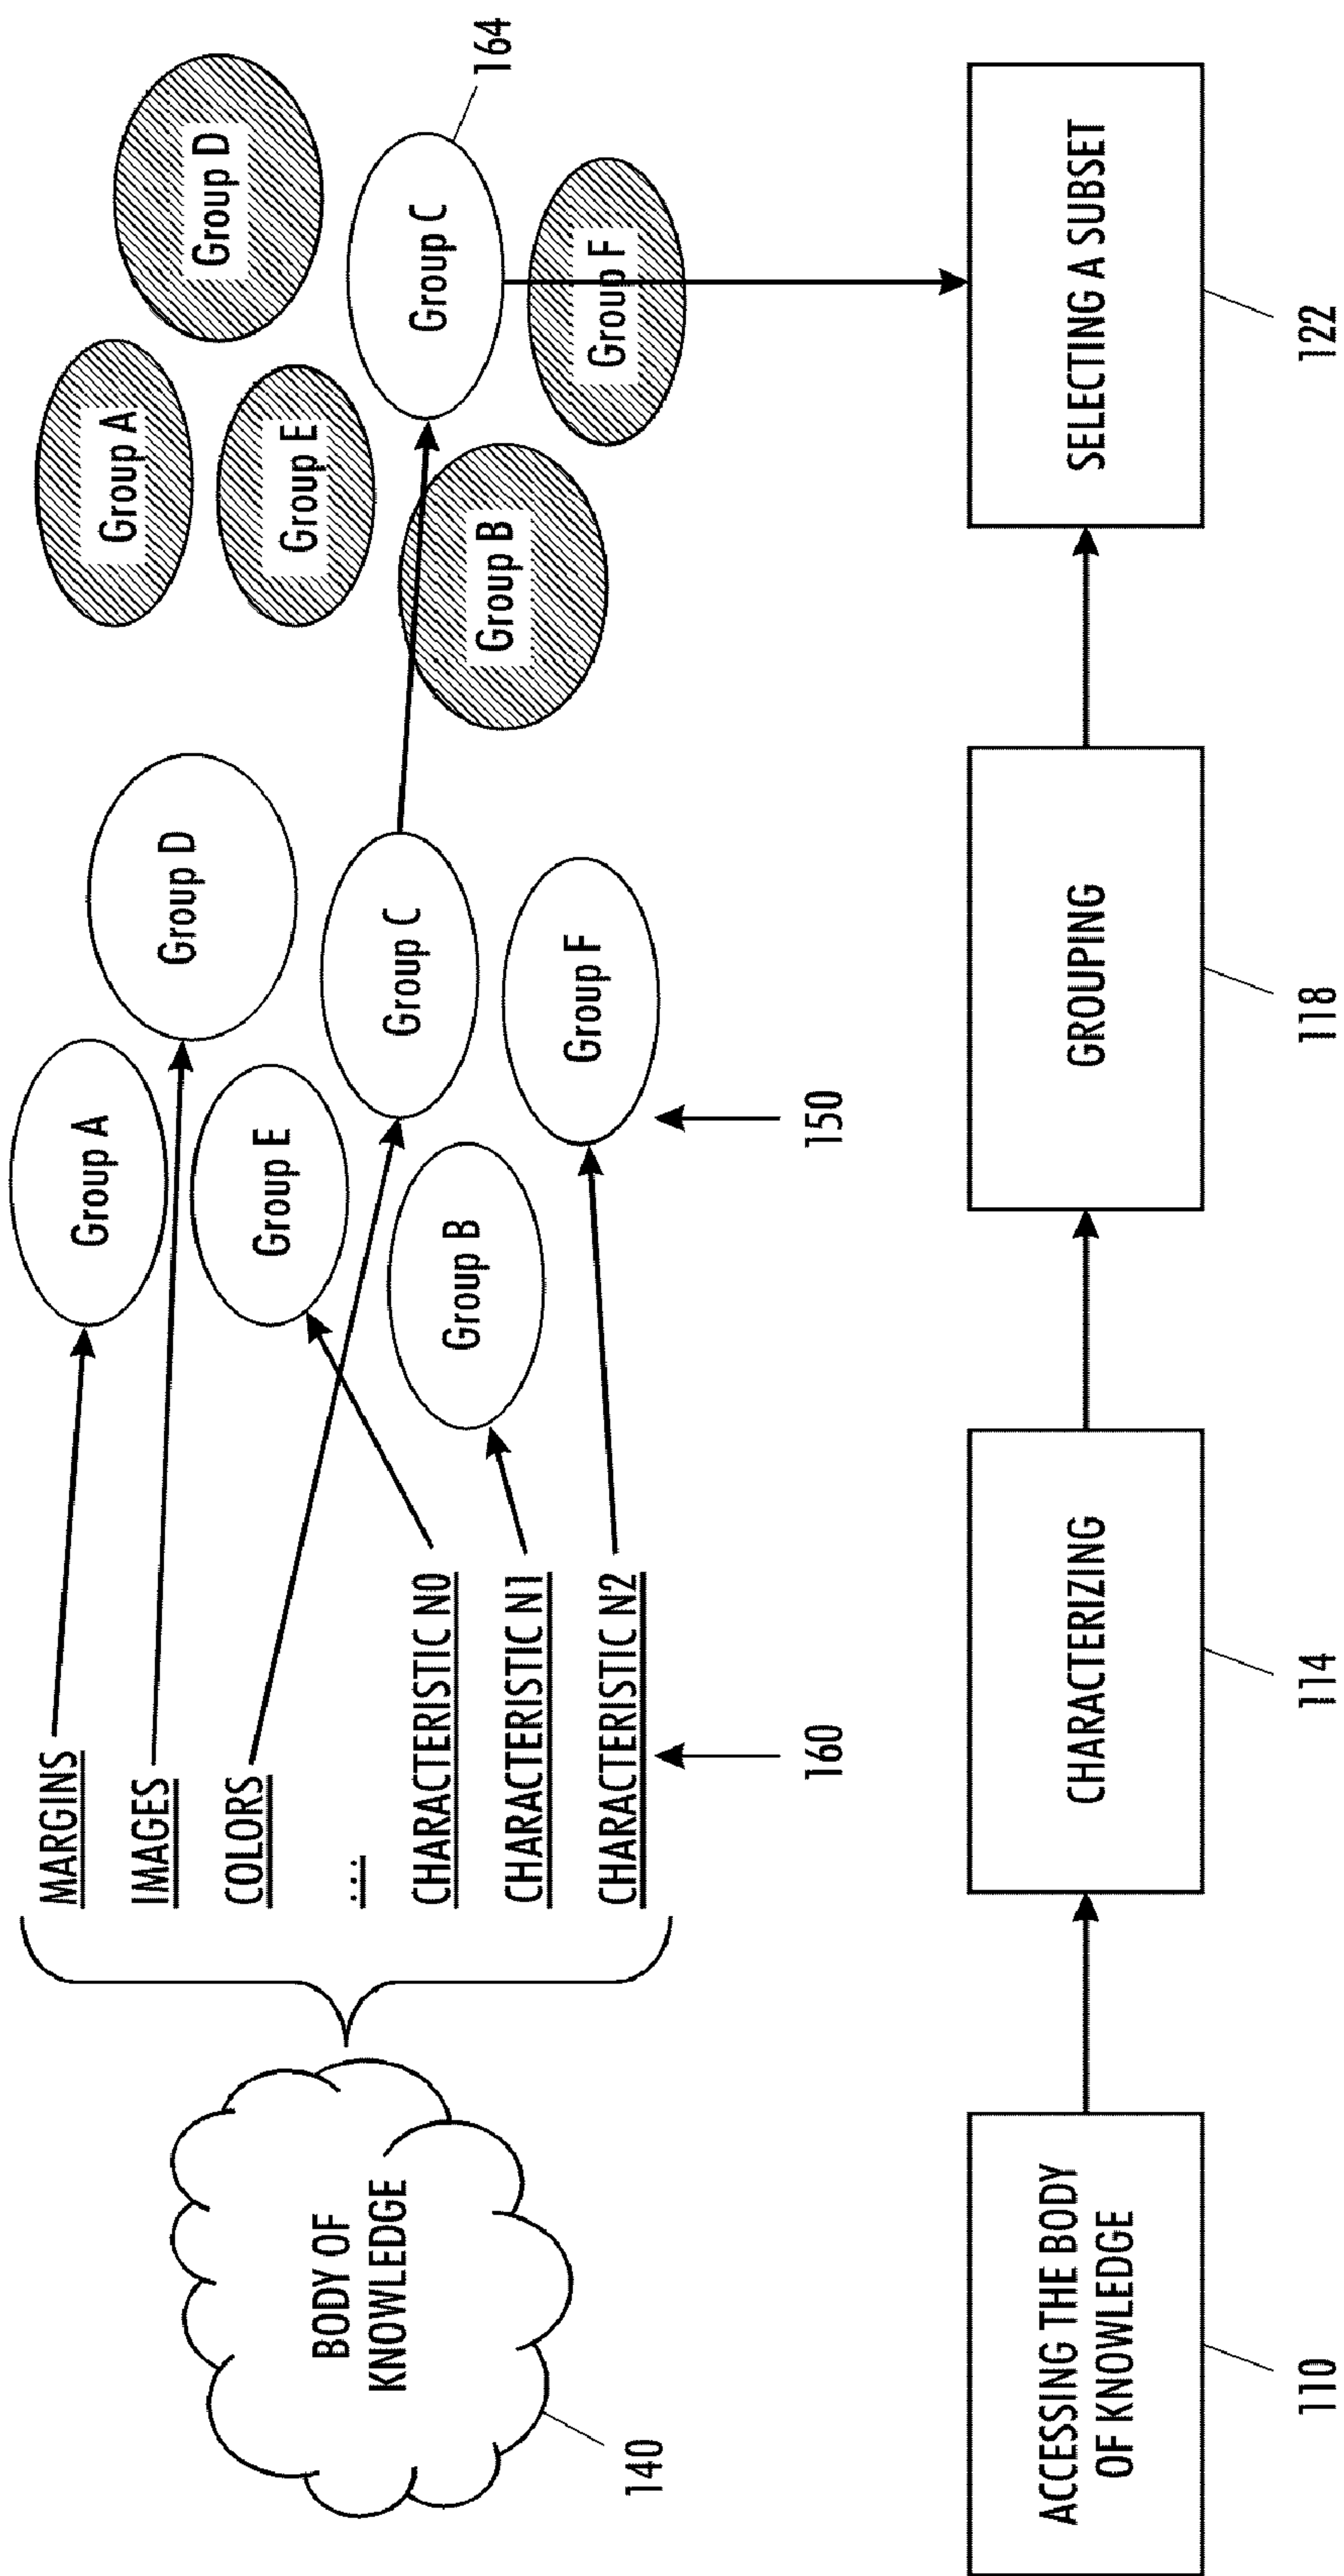 BODY OF
KNOWLEDGE
140
MARGINS
IMAGES
COLORS
...
CHARACTERISTIC N0
CHARACTERISTIC N1
CHARACTERISTIC N2
160
Group A
Group D
Group E
Group C
Group B
Group F
150
Group A
Group D
Group E
Group C
164
Group B
Group F
ACCESSING THE BODY
OF KNOWLEDGE
110
CHARACTERIZING
114
GROUPING
118
SELECTING A SUBSET
122